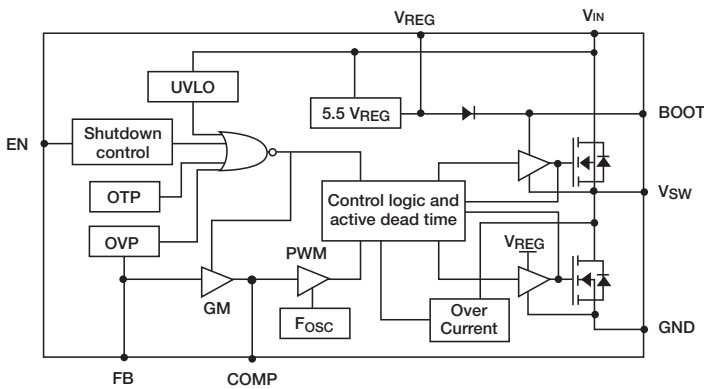 VREG
VIN
UVLO
5.5 VREG
BOOT
EN
Shutdown
control
OTP
Control logic and
active dead time
VSW
OVP
PWM
VREG
GM
FOSC
Over
Current
GND
FB
COMP